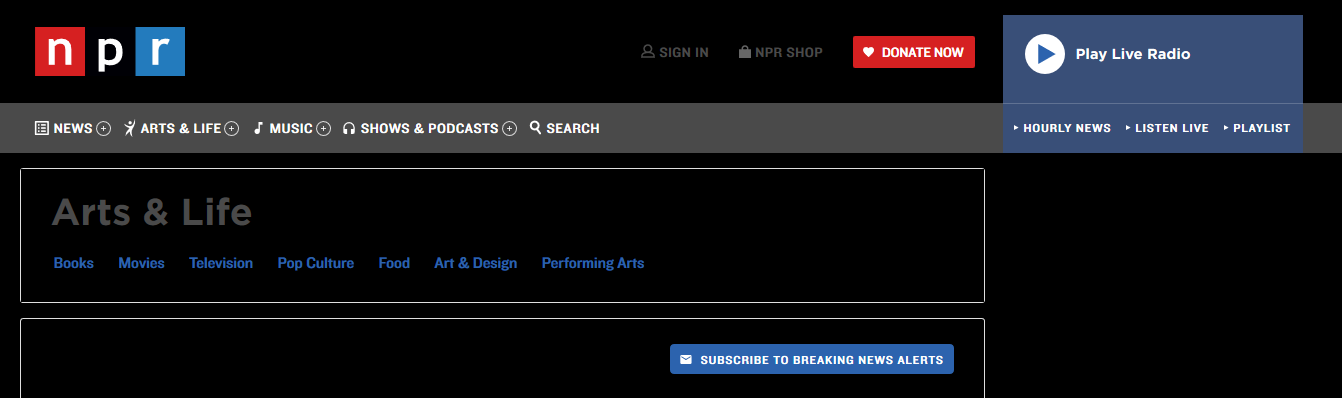 npr
SIGN IN
NPR SHOP
DONATE NOW
Play Live Radio
NEWS
ARTS & LIFE
MUSIC
SHOWS & PODCASTS
SEARCH
HOURLY NEWS
LISTEN LIVE
PLAYLIST
Arts & Life
Books Movies Television Pop Culture Food Art & Design Performing Arts
SUBSCRIBE TO BREAKING NEWS ALERTS